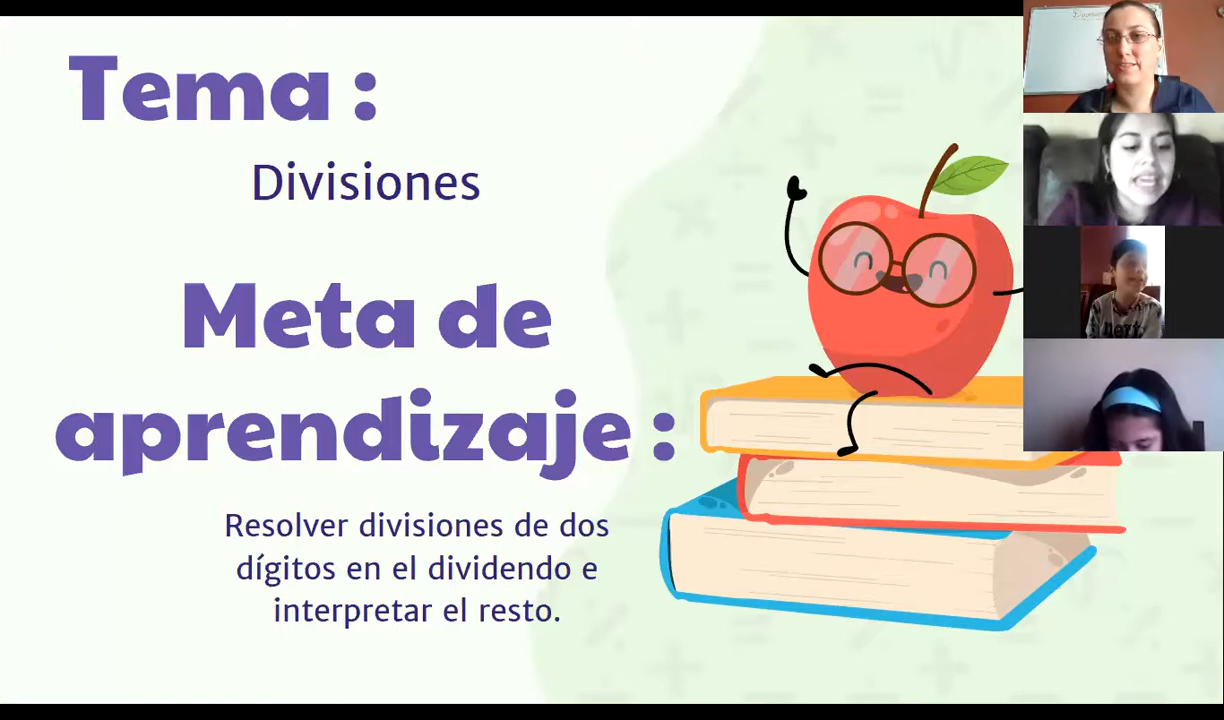 Tema :
Divisiones
Meta de
aprendizaje :
Resolver divisiones de dos
dígitos en el dividendo e
interpretar el resto.